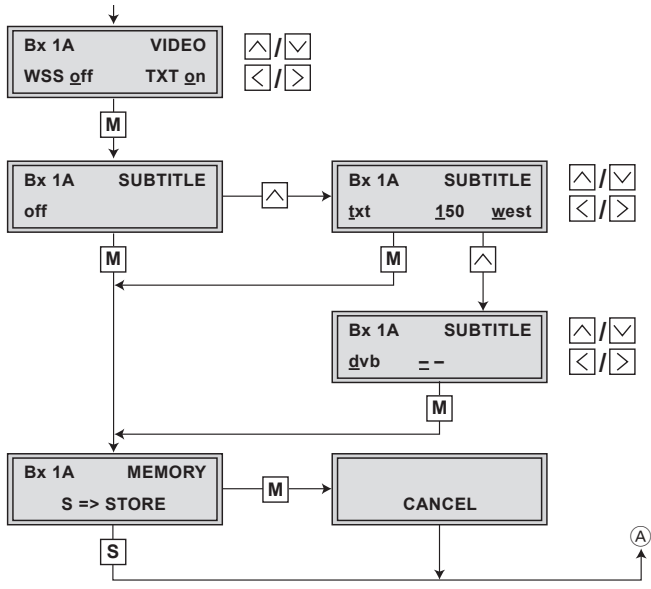 Bx 1A VIDEO
WSS off TXT on
/
/
M
Bx 1A SUBTITLE
off
Bx 1A SUBTITLE
txt 150 west
/
/
M
M
Bx 1A SUBTITLE
dvb – –
/
/
M
Bx 1A MEMORY
S => STORE
M
CANCEL
S
A